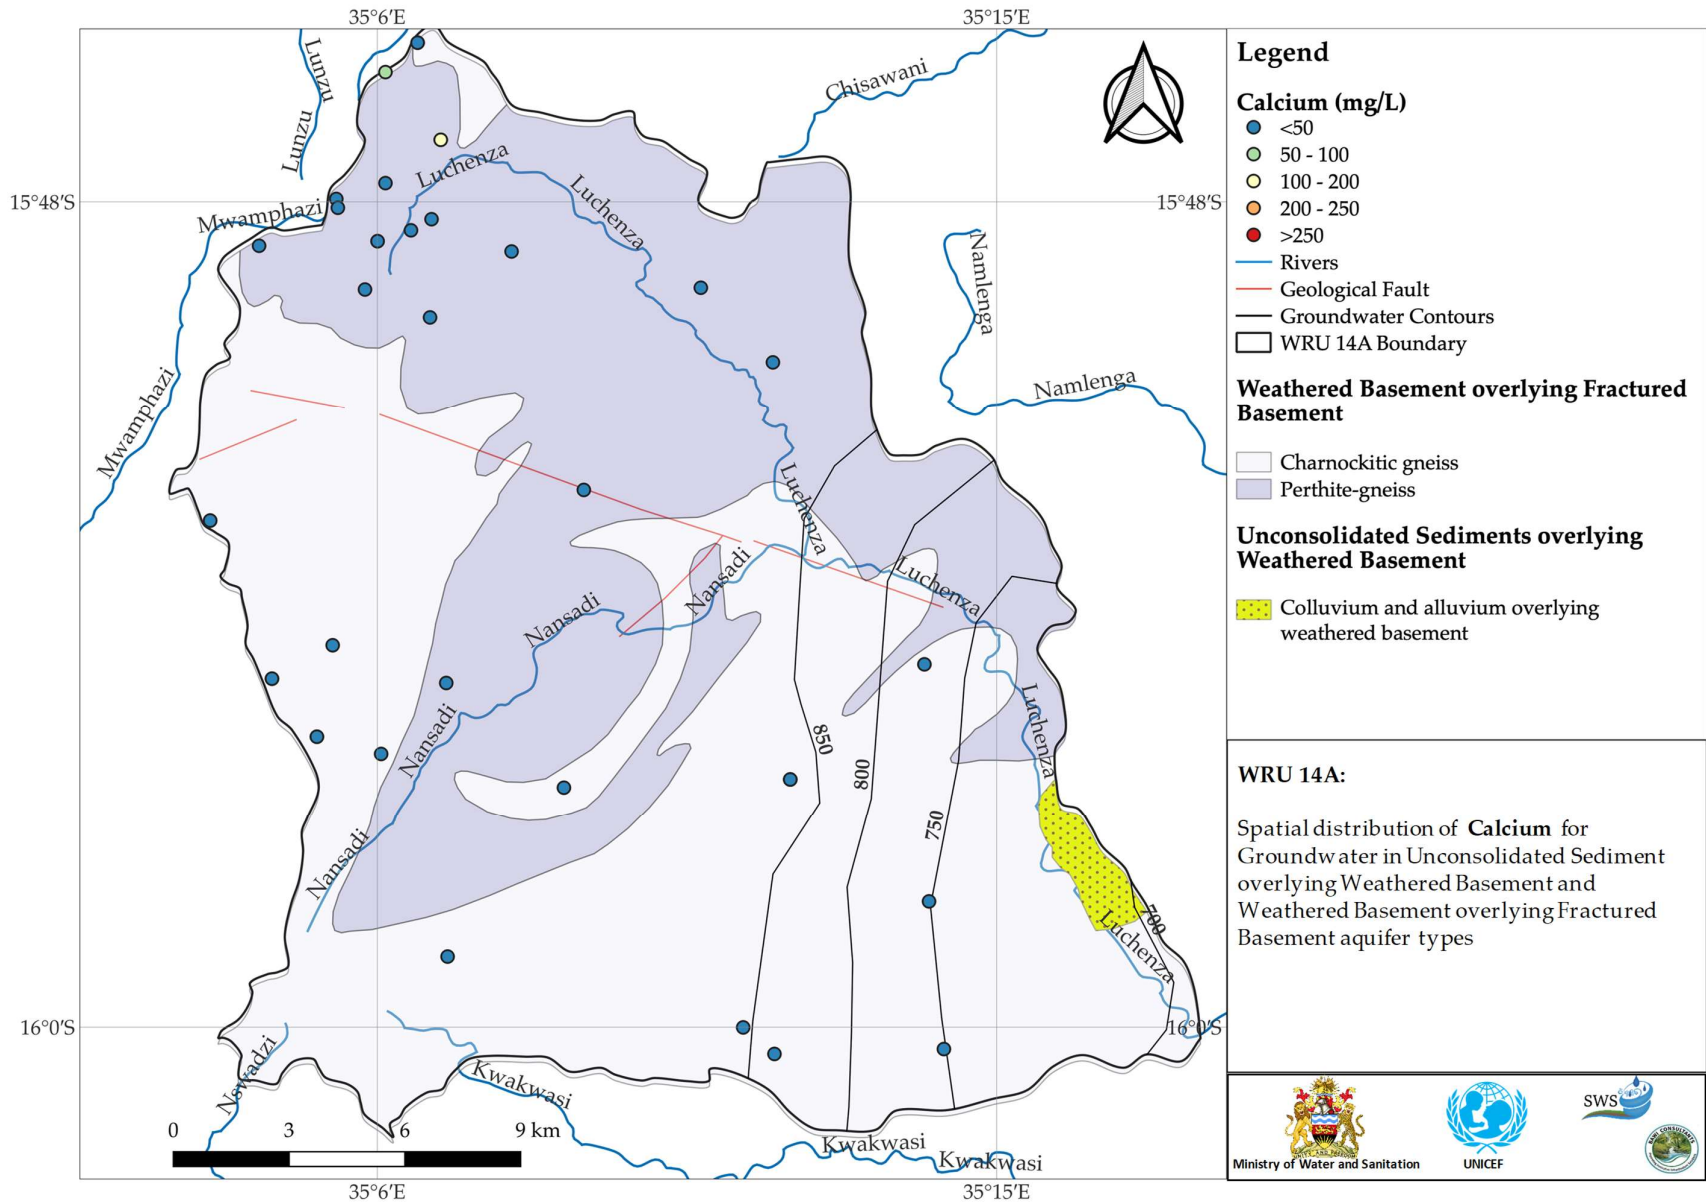 35°6′E
35°15′E
Lunzu
Lunzu
Chisawani
Luchenza
Luchenza
15°48′S
15°48′S
Mwamphazi
Namlenga
Namlenga
Mwamphazi
Luchenza
Nansadi
Luchenza
Nansadi
Luchenza
Nansadi
850
800
750
Nansadi
700
Luchenza
16°0′S
16°0′S
Nswadzi
Kwakwasi
Kwakwasi
Kwakwasi
0 3 6 9 km
35°6′E
35°15′E
Legend
Calcium (mg/L)
<50
50 - 100
100 - 200
200 - 250
>250
Rivers
Geological Fault
Groundwater Contours
WRU 14A Boundary
Weathered Basement overlying Fractured
Basement
Charnockitic gneiss
Perthite-gneiss
Unconsolidated Sediments overlying
Weathered Basement
Colluvium and alluvium overlying
weathered basement
WRU 14A:
Spatial distribution of Calcium for
Groundwater in Unconsolidated Sediment
overlying Weathered Basement and
Weathered Basement overlying Fractured
Basement aquifer types
Ministry of Water and Sanitation
UNICEF
SWS